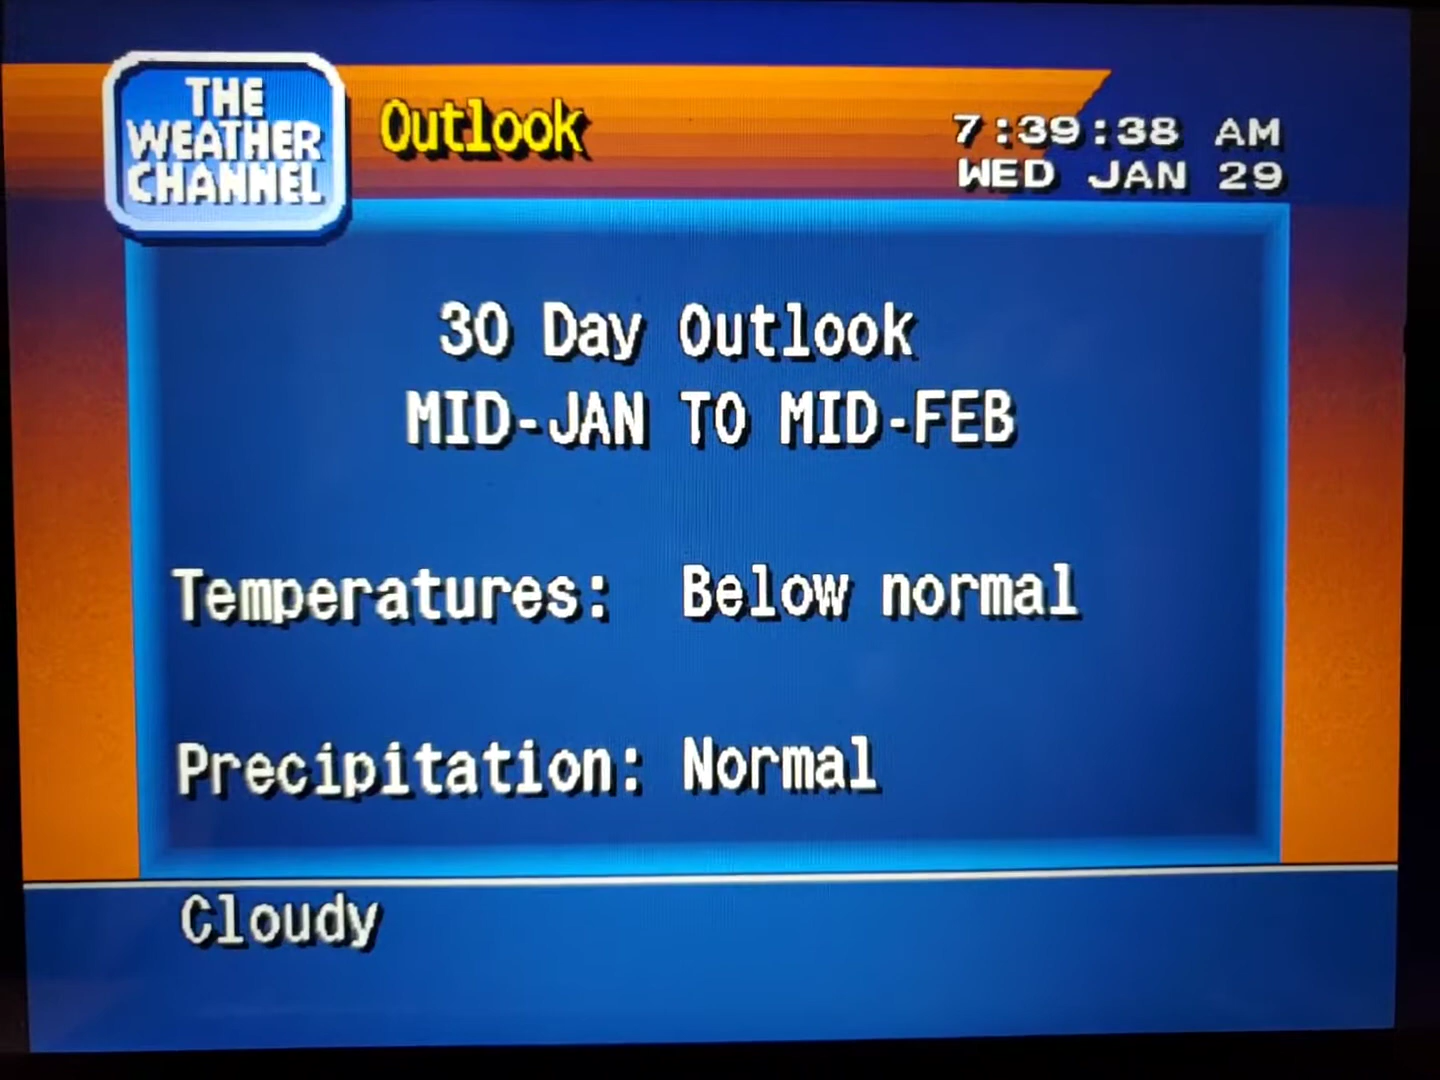 THE
WEATHER
CHANNEL
Outlook
7:39:38 AM
WED JAN 29
30 Day Outlook
MID-JAN TO MID-FEB
Temperatures: Below normal
Precipitation: Normal
Cloudy